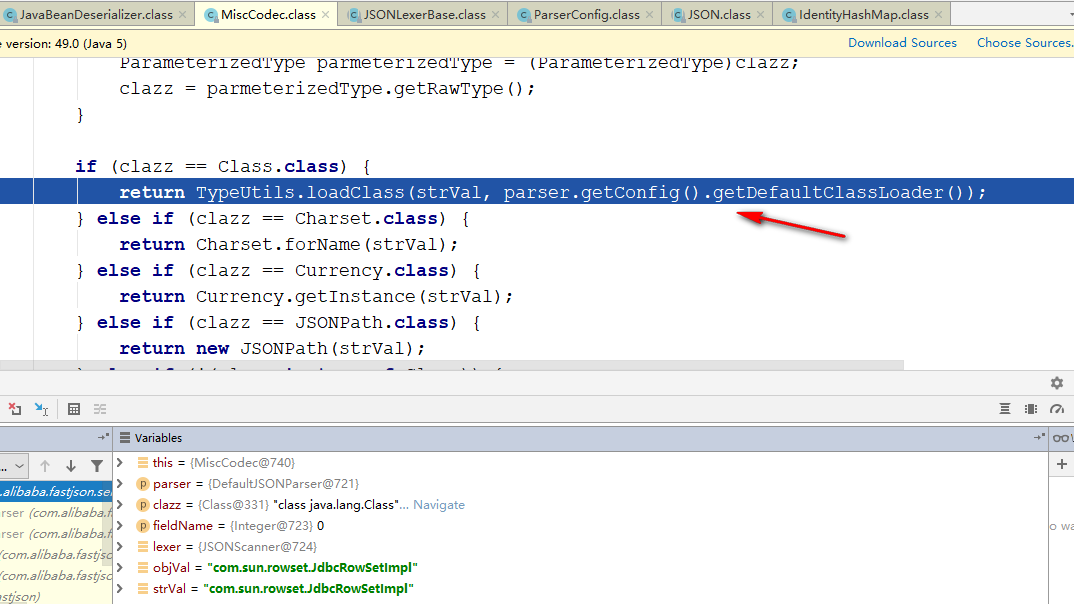 JavaBeanDeserializer.class MiscCodec.class JSONLexerBase.class ParserConfig.class JSON.class IdentityHashMap.class
version: 49.0 (Java 5) Download Sources Choose Sources.
ParameterizedType parmeterizedType = (ParameterizedType)clazz;
clazz = parmeterizedType.getRawType();
}
if (clazz == Class.class) {
return TypeUtils.loadClass(strVal, parser.getConfig().getDefaultClassLoader());
} else if (clazz == Charset.class) {
return Charset.forName(strVal);
} else if (clazz == Currency.class) {
return Currency.getInstance(strVal);
} else if (clazz == JSONPath.class) {
return new JSONPath(strVal);
Variables
this = {MiscCodec@740}
.alibaba.fastjson.se
parser = {DefaultJSONParser@721}
rser (com.alibaba.f
clazz = {Class@331} "class java.lang.Class"... Navigate
rser (com.alibaba.f
fieldName = {Integer@723} 0
(com.alibaba.fastjso
lexer = {JSONScanner@724}
(com.alibaba.fastjso
objVal = "com.sun.rowset.JdbcRowSetImpl"
astjson)
strVal = "com.sun.rowset.JdbcRowSetImpl"